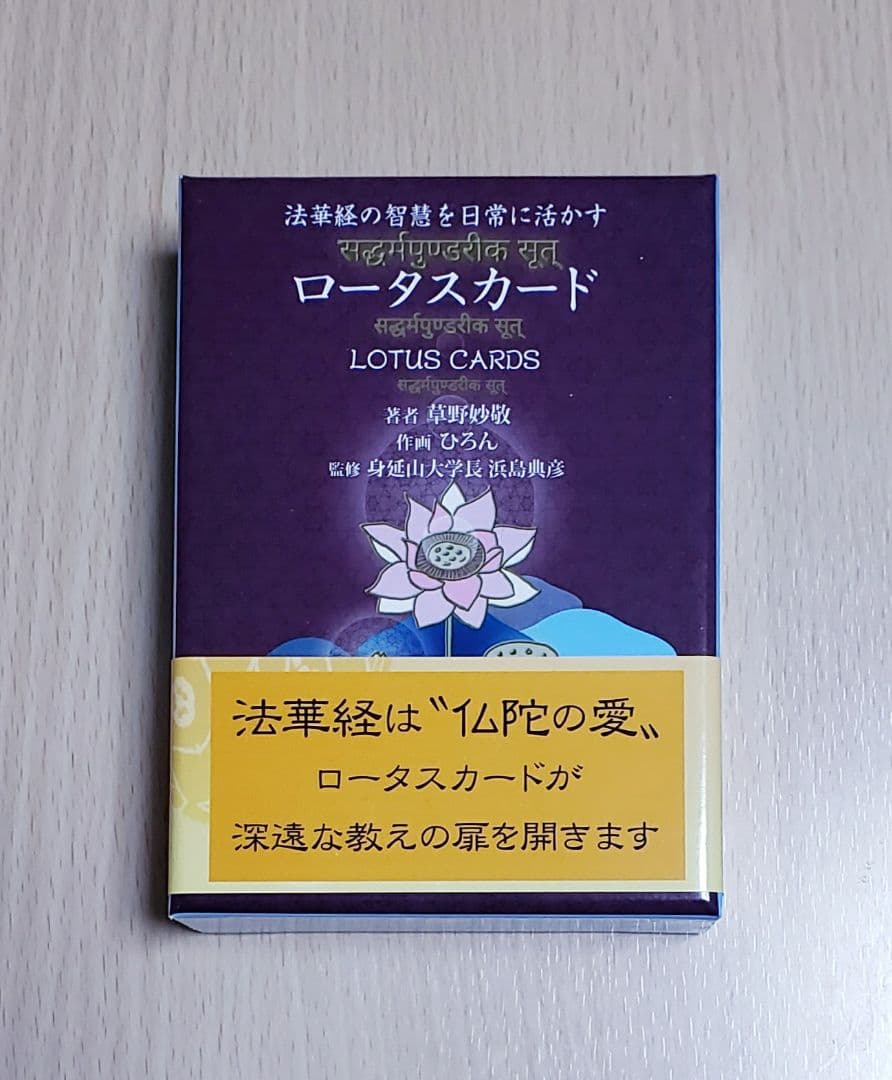 法華経の智慧を日常に活かす
सद्धर्मपुण्डरीक सूत्
ロータスカード
सद्धर्मपुण्डरीक सूत्
LOTUS CARDS
सद्धर्मपुण्डरीक सूत्
著者 草野妙敬
作画 ひろん
監修 身延山大学長 浜島典彦
法華経は〝仏陀の愛〟
ロータスカードが
深遠な教えの扉を開きます